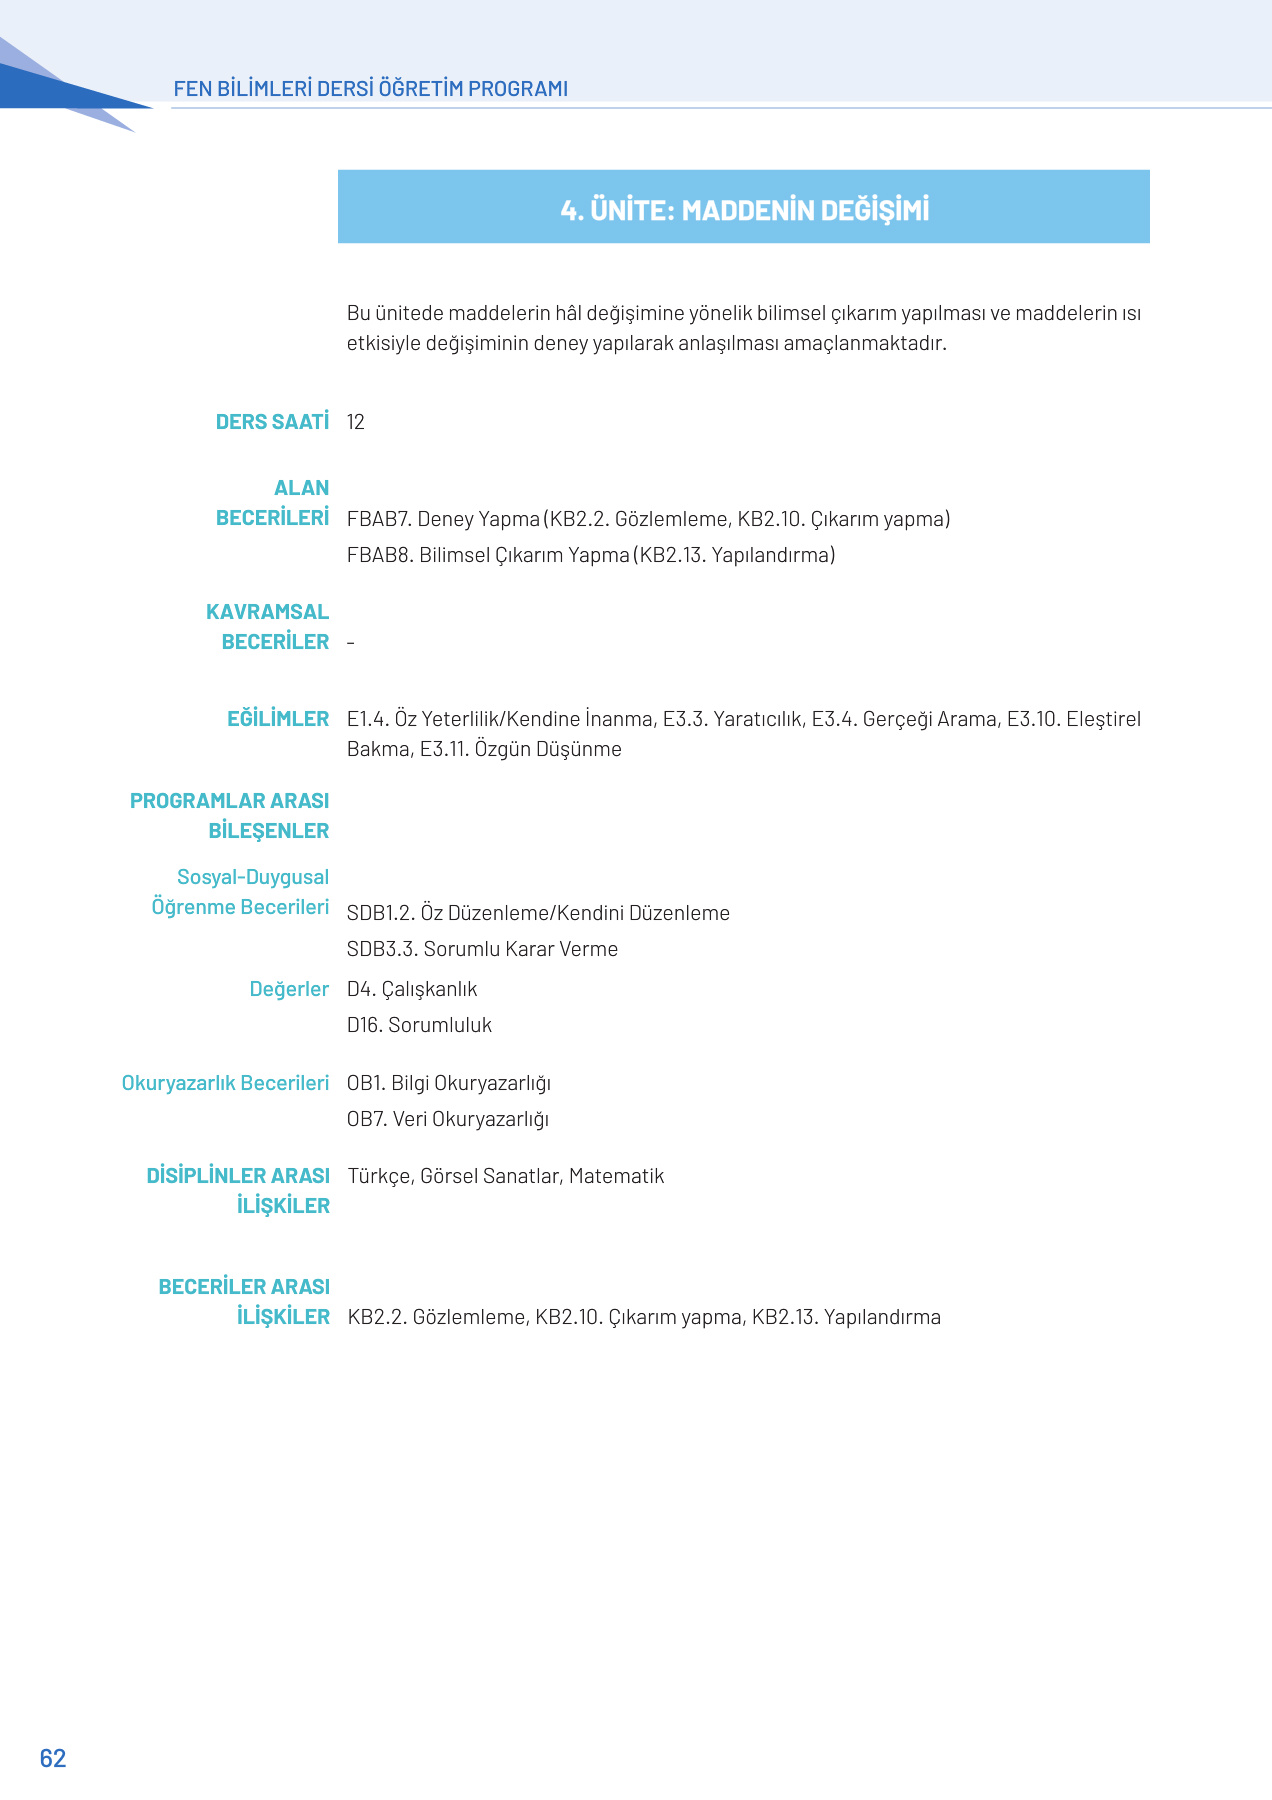 FEN BİLİMLERİ DERSİ ÖĞRETİM PROGRAMI
4. ÜNİTE: MADDENİN DEĞİŞİMİ
Bu ünitede maddelerin hâl değişimine yönelik bilimsel çıkarım yapılması ve maddelerin ısı
etkisiyle değişiminin deney yapılarak anlaşılması amaçlanmaktadır.
DERS SAATİ 12
ALAN
BECERİLERİ FBAB7. Deney Yapma (KB2.2. Gözlemleme, KB2.10. Çıkarım yapma)
FBAB8. Bilimsel Çıkarım Yapma (KB2.13. Yapılandırma)
KAVRAMSAL
BECERİLER -
EĞİLİMLER E1.4. Öz Yeterlilik/Kendine İnanma, E3.3. Yaratıcılık, E3.4. Gerçeği Arama, E3.10. Eleştirel
Bakma, E3.11. Özgün Düşünme
PROGRAMLAR ARASI
BİLEŞENLER
Sosyal-Duygusal
Öğrenme Becerileri SDB1.2. Öz Düzenleme/Kendini Düzenleme
SDB3.3. Sorumlu Karar Verme
Değerler D4. Çalışkanlık
D16. Sorumluluk
Okuryazarlık Becerileri OB1. Bilgi Okuryazarlığı
OB7. Veri Okuryazarlığı
DİSİPLİNLER ARASI Türkçe, Görsel Sanatlar, Matematik
İLİŞKİLER
BECERİLER ARASI
İLİŞKİLER KB2.2. Gözlemleme, KB2.10. Çıkarım yapma, KB2.13. Yapılandırma
62